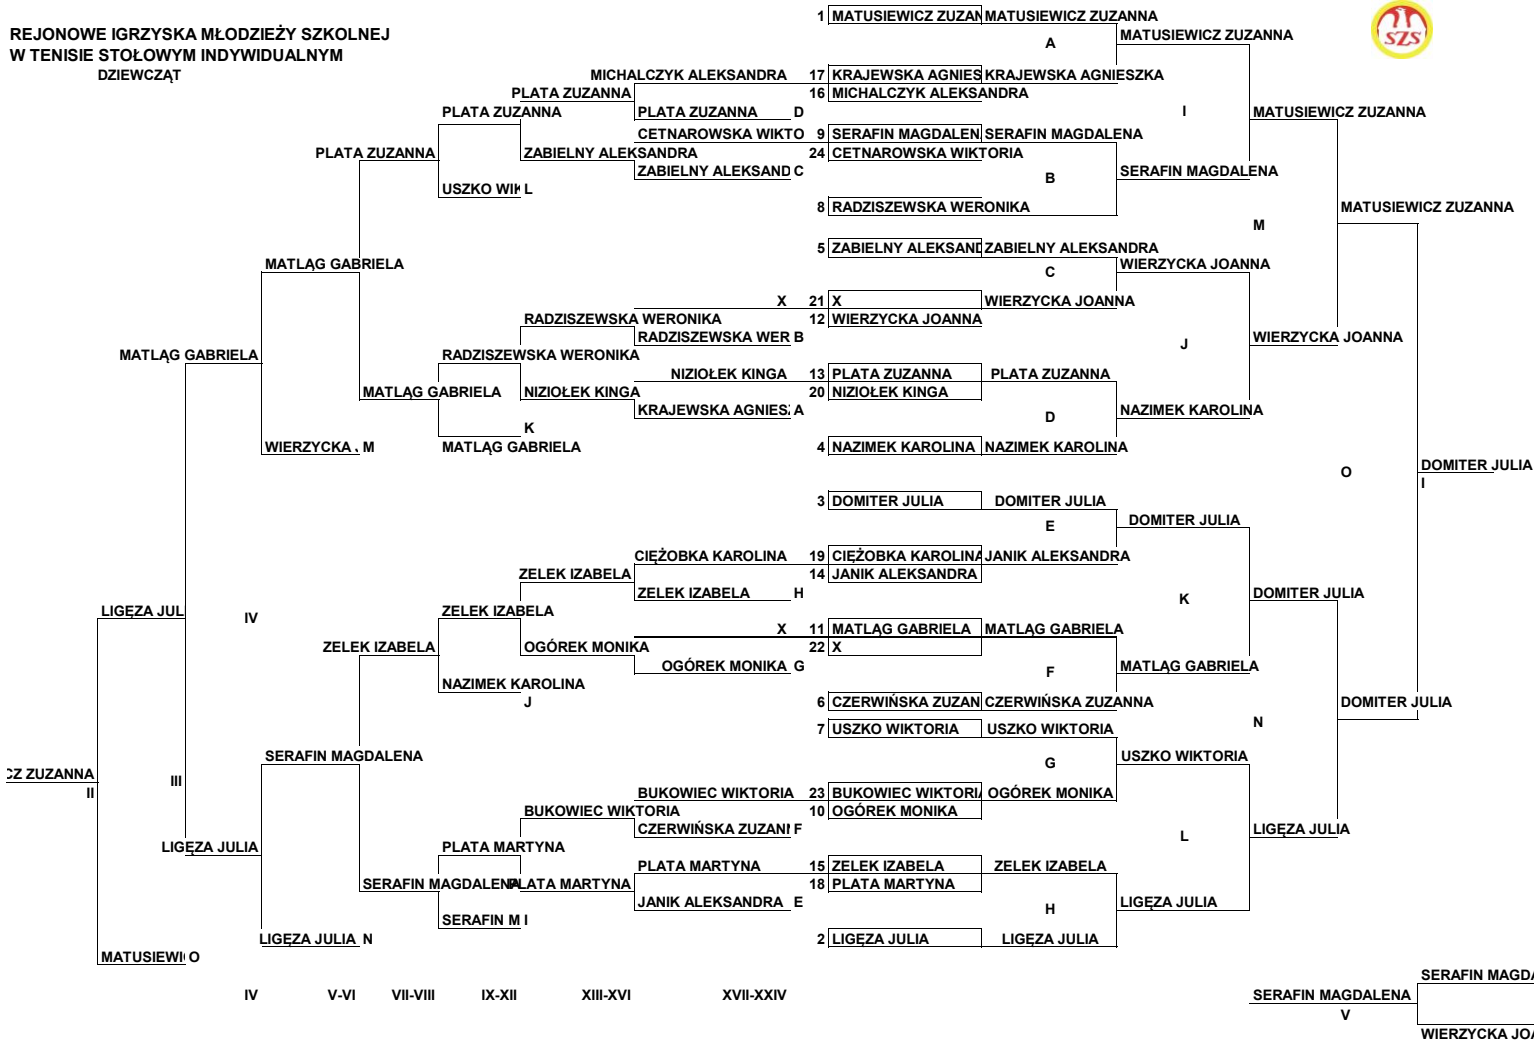 REJONOWE IGRZYSKA MŁODZIEŻY SZKOLNEJ
W TENISIE STOŁOWYM INDYWIDUALNYM
DZIEWCZĄT
SZS
1 MATUSIEWICZ ZUZAN MATUSIEWICZ ZUZANNA
MATUSIEWICZ ZUZANNA
A
MICHALCZYK ALEKSANDRA 17 KRAJEWSKA AGNIES KRAJEWSKA AGNIESZKA
PLATA ZUZANNA 16 MICHALCZYK ALEKSANDRA
PLATA ZUZANNA PLATA ZUZANNA D I MATUSIEWICZ ZUZANNA
CETNAROWSKA WIKTO 9 SERAFIN MAGDALEN SERAFIN MAGDALENA
PLATA ZUZANNA ZABIELNY ALEKSANDRA 24 CETNAROWSKA WIKTORIA
ZABIELNY ALEKSAND C SERAFIN MAGDALENA
B
USZKO WIK L
8 RADZISZEWSKA WERONIKA MATUSIEWICZ ZUZANNA
M
5 ZABIELNY ALEKSAND ZABIELNY ALEKSANDRA
MATLĄG GABRIELA WIERZYCKA JOANNA
C
X 21 X WIERZYCKA JOANNA
RADZISZEWSKA WERONIKA 12 WIERZYCKA JOANNA
RADZISZEWSKA WER B WIERZYCKA JOANNA
J
MATLĄG GABRIELA RADZISZEWSKA WERONIKA
NIZIOŁEK KINGA 13 PLATA ZUZANNA PLATA ZUZANNA
MATLĄG GABRIELA NIZIOŁEK KINGA 20 NIZIOŁEK KINGA
KRAJEWSKA AGNIES A NAZIMEK KAROLINA
D
K
WIERZYCKA J M MATLĄG GABRIELA 4 NAZIMEK KAROLINA NAZIMEK KAROLINA
O DOMITER JULIA
I
3 DOMITER JULIA DOMITER JULIA
E DOMITER JULIA
CIĘŻOBKA KAROLINA 19 CIĘŻOBKA KAROLINA JANIK ALEKSANDRA
ZELEK IZABELA 14 JANIK ALEKSANDRA
ZELEK IZABELA H K DOMITER JULIA
LIGĘZA JUL IV ZELEK IZABELA
X 11 MATLĄG GABRIELA MATLĄG GABRIELA
ZELEK IZABELA OGÓREK MONIKA 22 X
OGÓREK MONIKA G MATLĄG GABRIELA
F
NAZIMEK KAROLINA
J 6 CZERWIŃSKA ZUZAN CZERWIŃSKA ZUZANNA DOMITER JULIA
N
7 USZKO WIKTORIA USZKO WIKTORIA
SERAFIN MAGDALENA USZKO WIKTORIA
G
CZ ZUZANNA III
II BUKOWIEC WIKTORIA 23 BUKOWIEC WIKTORIA OGÓREK MONIKA
BUKOWIEC WIKTORIA 10 OGÓREK MONIKA
CZERWIŃSKA ZUZANN F L LIGĘZA JULIA
LIGĘZA JULIA PLATA MARTYNA
PLATA MARTYNA 15 ZELEK IZABELA ZELEK IZABELA
SERAFIN MAGDALENA PLATA MARTYNA 18 PLATA MARTYNA
JANIK ALEKSANDRA E LIGĘZA JULIA
H
SERAFIN M I
LIGĘZA JULIA N 2 LIGĘZA JULIA LIGĘZA JULIA
MATUSIEWI O
SERAFIN MAGDA
IV V-VI VII-VIII IX-XII XIII-XVI XVII-XXIV SERAFIN MAGDALENA
V
WIERZYCKA JOA